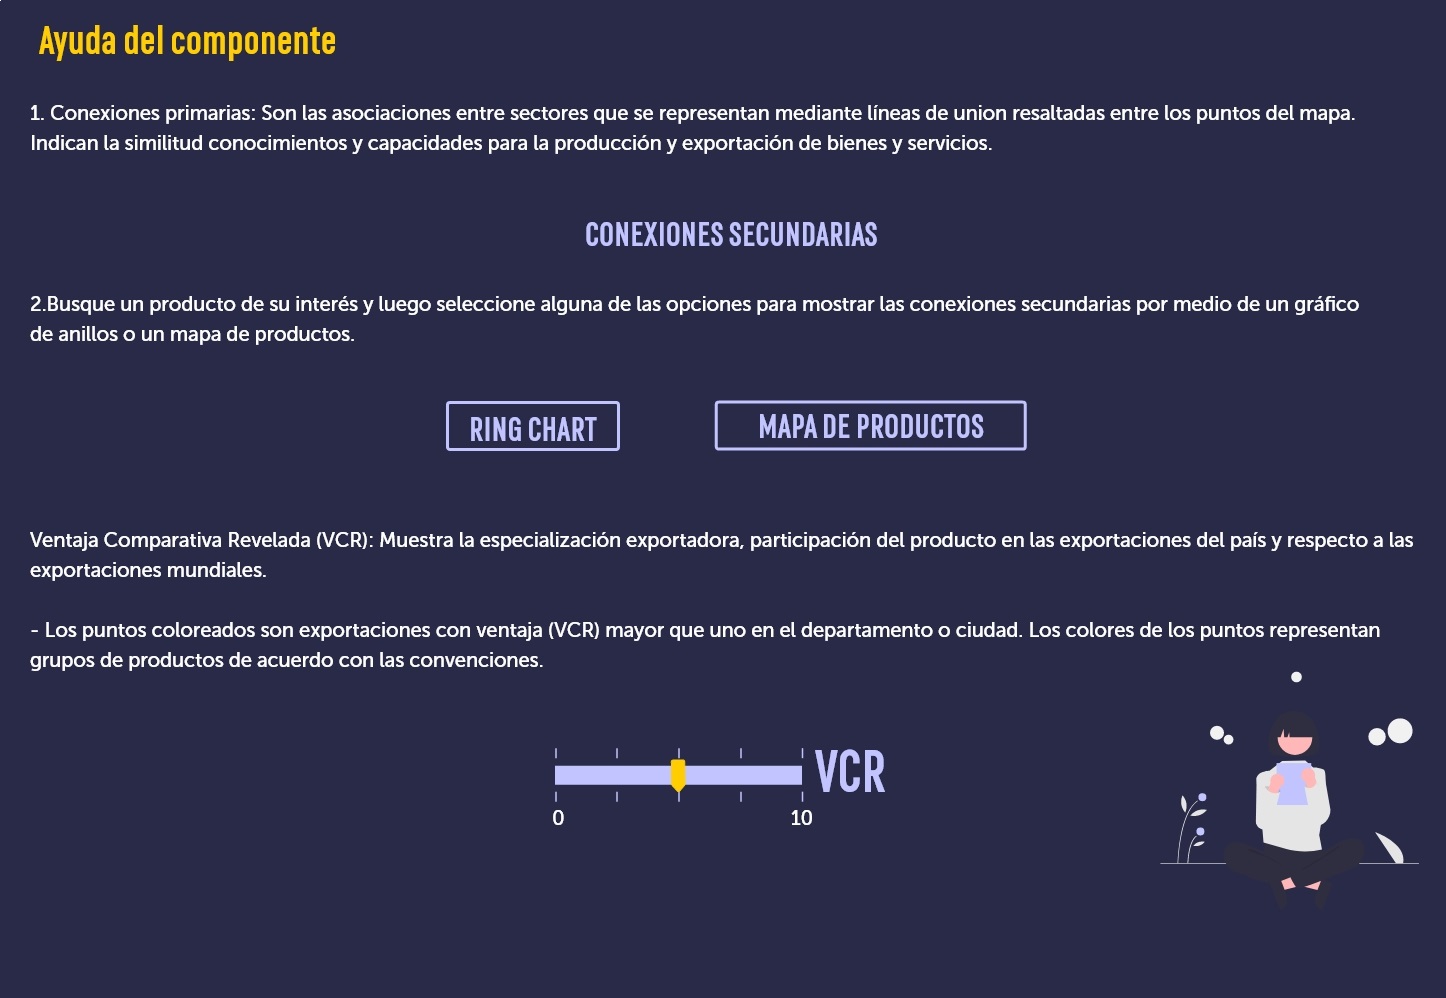 Ayuda del componente
1. Conexiones primarias: Son las asociaciones entre sectores que se representan mediante líneas de union resaltadas entre los puntos del mapa.
Indican la similitud conocimientos y capacidades para la producción y exportación de bienes y servicios.
CONEXIONES SECUNDARIAS
2.Busque un producto de su interés y luego seleccione alguna de las opciones para mostrar las conexiones secundarias por medio de un gráfico
de anillos o un mapa de productos.
RING CHART
MAPA DE PRODUCTOS
Ventaja Comparativa Revelada (VCR): Muestra la especialización exportadora, participación del producto en las exportaciones del país y respecto a las
exportaciones mundiales.
- Los puntos coloreados son exportaciones con ventaja (VCR) mayor que uno en el departamento o ciudad. Los colores de los puntos representan
grupos de productos de acuerdo con las convenciones.
VCR
0 10